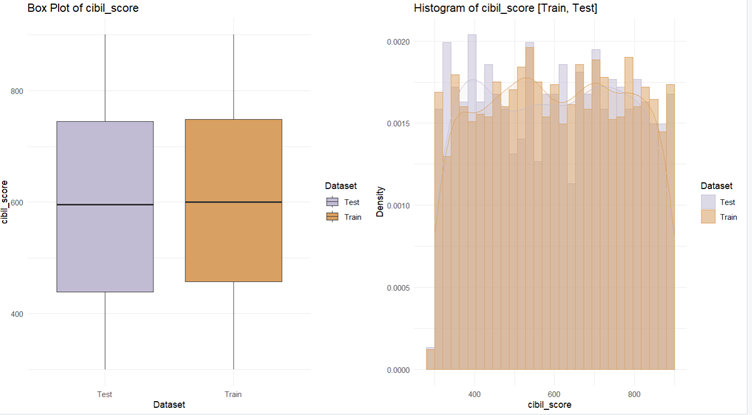 Box Plot of cibil_score
cibil_score
800
600
400
Test
Train
Dataset
Dataset
Test
Train
Histogram of cibil_score [Train, Test]
Density
0.0020
0.0015
0.0010
0.0005
0.0000
400
600
800
cibil_score
Dataset
Test
Train